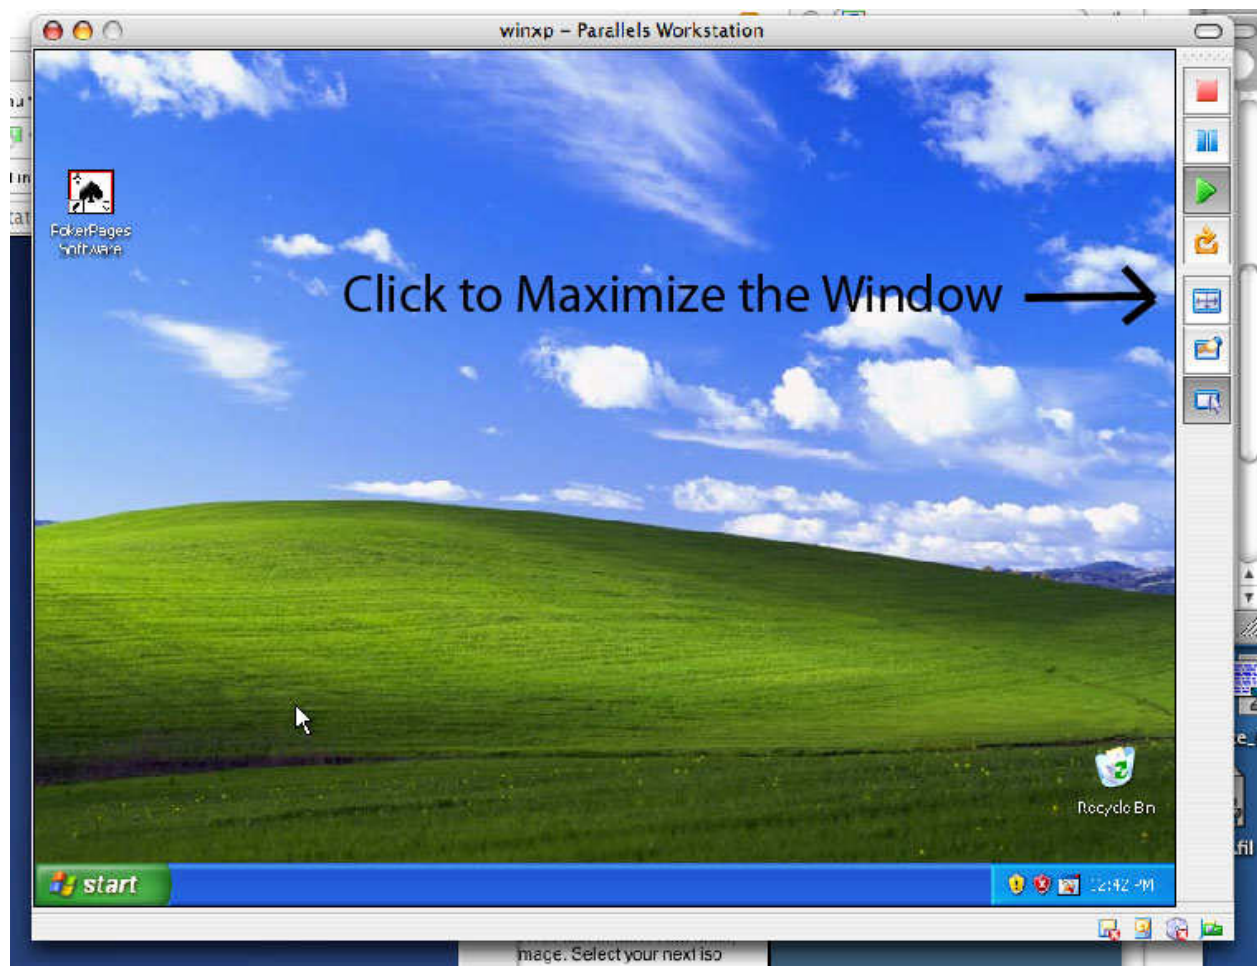 winxp – Parallels Workstation
PokerPages
Software
Click to Maximize the Window
Recycle Bin
start
12:42 PM
mage. Select your next iso